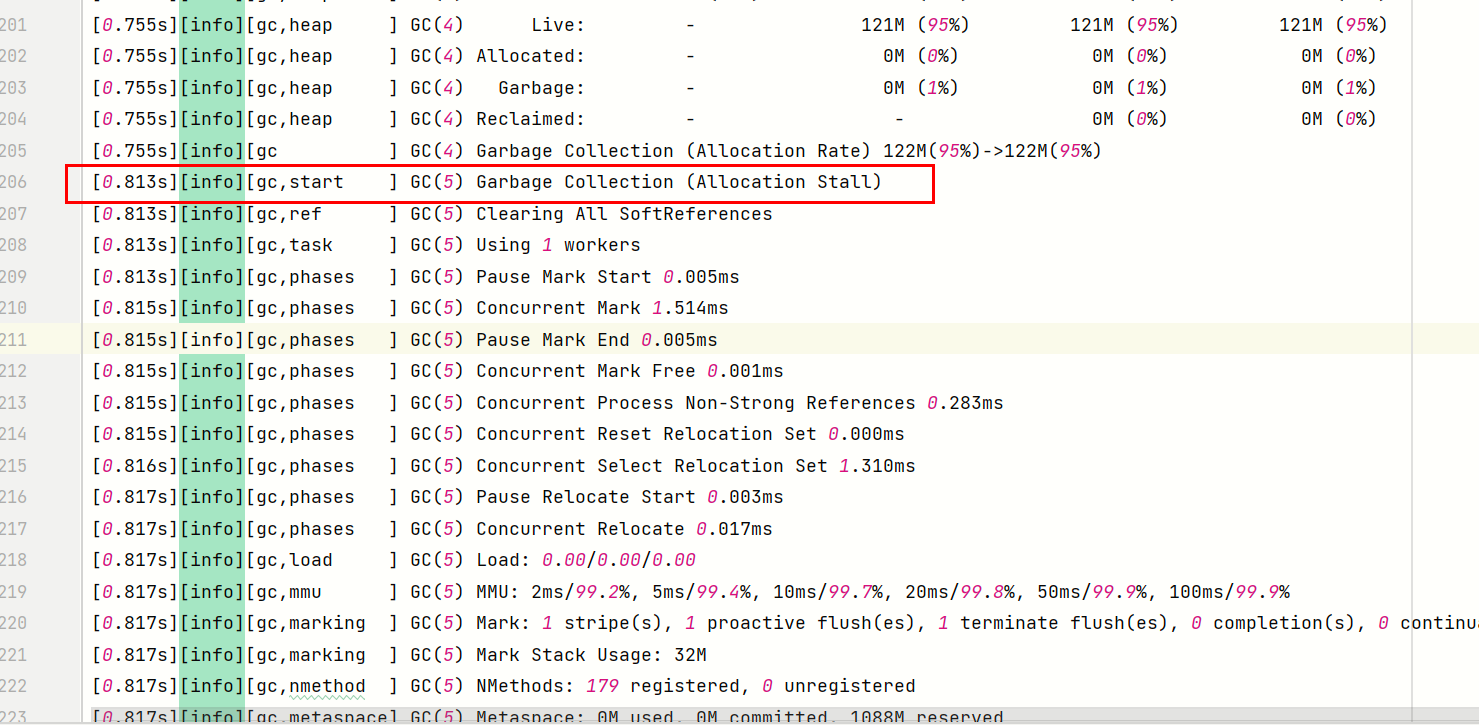 201 [0.755s][info][gc,heap     ] GC(4)      Live:         -              121M (95%)         121M (95%)         121M (95%)
202 [0.755s][info][gc,heap     ] GC(4) Allocated:         -                0M (0%)            0M (0%)            0M (0%)
203 [0.755s][info][gc,heap     ] GC(4)   Garbage:         -                0M (1%)            0M (1%)            0M (1%)
204 [0.755s][info][gc,heap     ] GC(4) Reclaimed:         -                  -                0M (0%)            0M (0%)
205 [0.755s][info][gc          ] GC(4) Garbage Collection (Allocation Rate) 122M(95%)->122M(95%)
206 [0.813s][info][gc,start    ] GC(5) Garbage Collection (Allocation Stall)
207 [0.813s][info][gc,ref      ] GC(5) Clearing All SoftReferences
208 [0.813s][info][gc,task     ] GC(5) Using 1 workers
209 [0.813s][info][gc,phases   ] GC(5) Pause Mark Start 0.005ms
210 [0.815s][info][gc,phases   ] GC(5) Concurrent Mark 1.514ms
211 [0.815s][info][gc,phases   ] GC(5) Pause Mark End 0.005ms
212 [0.815s][info][gc,phases   ] GC(5) Concurrent Mark Free 0.001ms
213 [0.815s][info][gc,phases   ] GC(5) Concurrent Process Non-Strong References 0.283ms
214 [0.815s][info][gc,phases   ] GC(5) Concurrent Reset Relocation Set 0.000ms
215 [0.816s][info][gc,phases   ] GC(5) Concurrent Select Relocation Set 1.310ms
216 [0.817s][info][gc,phases   ] GC(5) Pause Relocate Start 0.003ms
217 [0.817s][info][gc,phases   ] GC(5) Concurrent Relocate 0.017ms
218 [0.817s][info][gc,load     ] GC(5) Load: 0.00/0.00/0.00
219 [0.817s][info][gc,mmu      ] GC(5) MMU: 2ms/99.2%, 5ms/99.4%, 10ms/99.7%, 20ms/99.8%, 50ms/99.9%, 100ms/99.9%
220 [0.817s][info][gc,marking  ] GC(5) Mark: 1 stripe(s), 1 proactive flush(es), 1 terminate flush(es), 0 completion(s), 0 continu
221 [0.817s][info][gc,marking  ] GC(5) Mark Stack Usage: 32M
222 [0.817s][info][gc,nmethod  ] GC(5) NMethods: 179 registered, 0 unregistered
223 [0.817s][info][gc,metaspace] GC(5) Metaspace: 0M used, 0M committed, 1088M reserved